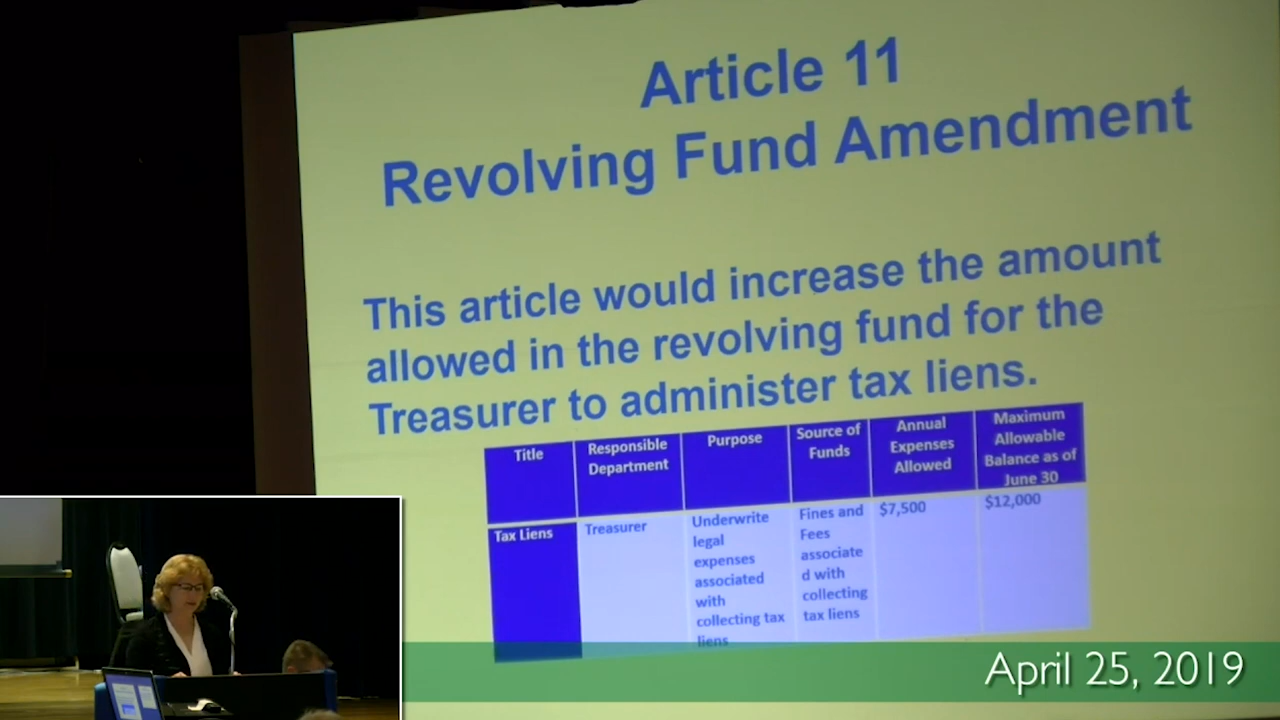 Article 11
Revolving Fund Amendment
This article would increase the amount
allowed in the revolving fund for the
Treasurer to administer tax liens.
Title
Responsible
Department
Purpose
Source of
Funds
Annual
Expenses
Allowed
Maximum
Allowable
Balance as of
June 30
Tax Liens
Treasurer
Underwrite
legal
expenses
associated
with
collecting tax
liens
Fines and
Fees
associate
d with
collecting
tax liens
$7,500
$12,000
April 25, 2019